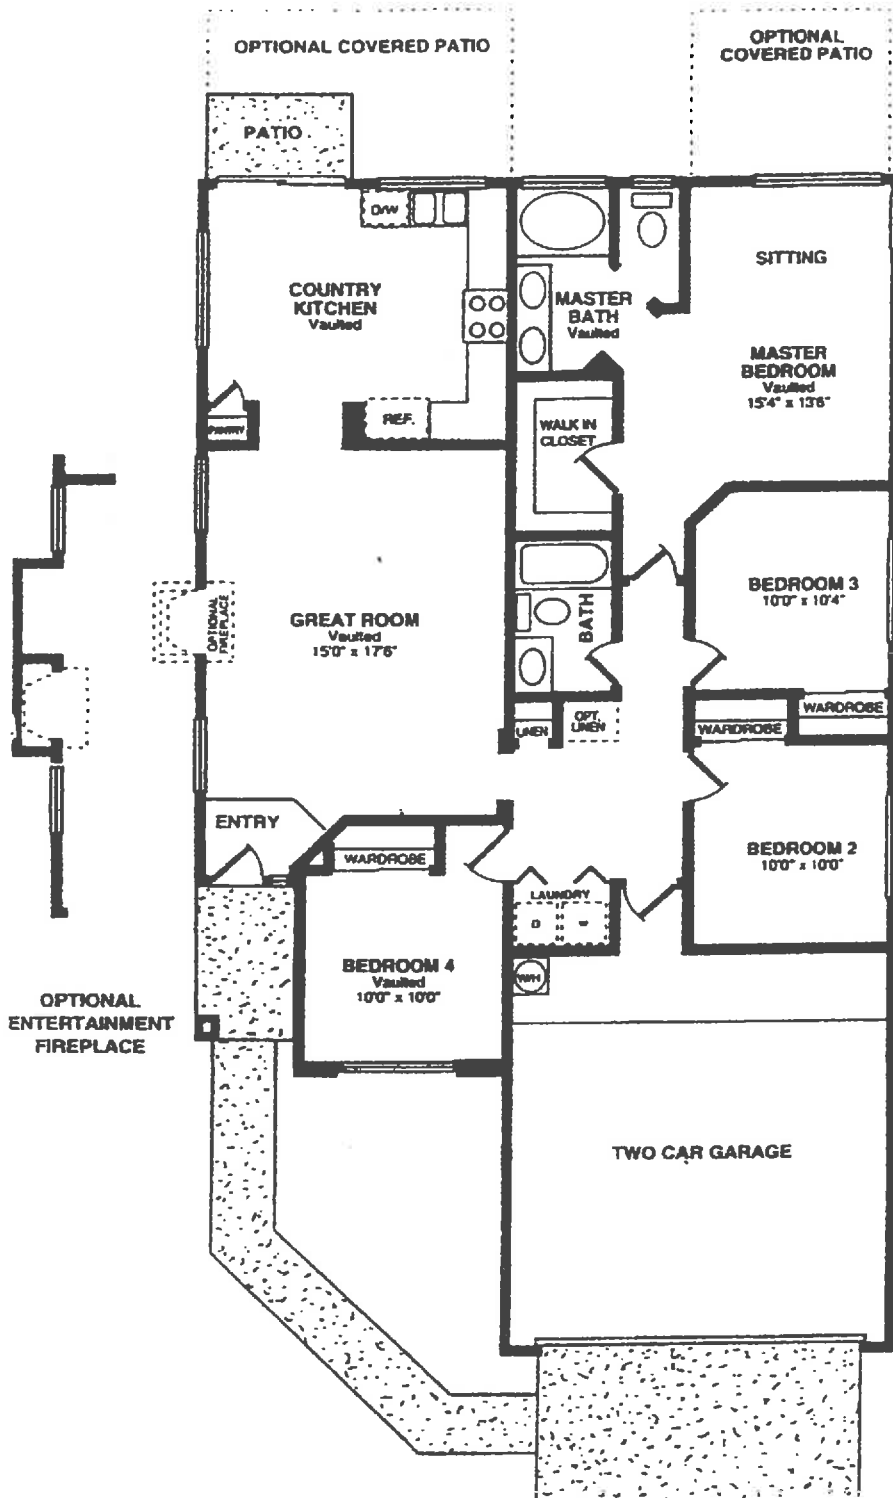 OPTIONAL COVERED PATIO
OPTIONAL
COVERED PATIO
PATIO
D/W
COUNTRY
KITCHEN
Vaulted
MASTER
BATH
Vaulted
SITTING
MASTER
BEDROOM
Vaulted
15'4" x 13'6"
PANTRY
REF.
WALK IN
CLOSET
OPTIONAL
FIREPLACE
GREAT ROOM
Vaulted
15'0" x 17'6"
BATH
BEDROOM 3
10'0" x 10'4"
LINEN
OPT.
LINEN
WARDROBE
WARDROBE
ENTRY
WARDROBE
BEDROOM 2
10'0" x 10'0"
LAUNDRY
D
W
BEDROOM 4
Vaulted
10'0" x 10'0"
W/H
OPTIONAL
ENTERTAINMENT
FIREPLACE
TWO CAR GARAGE